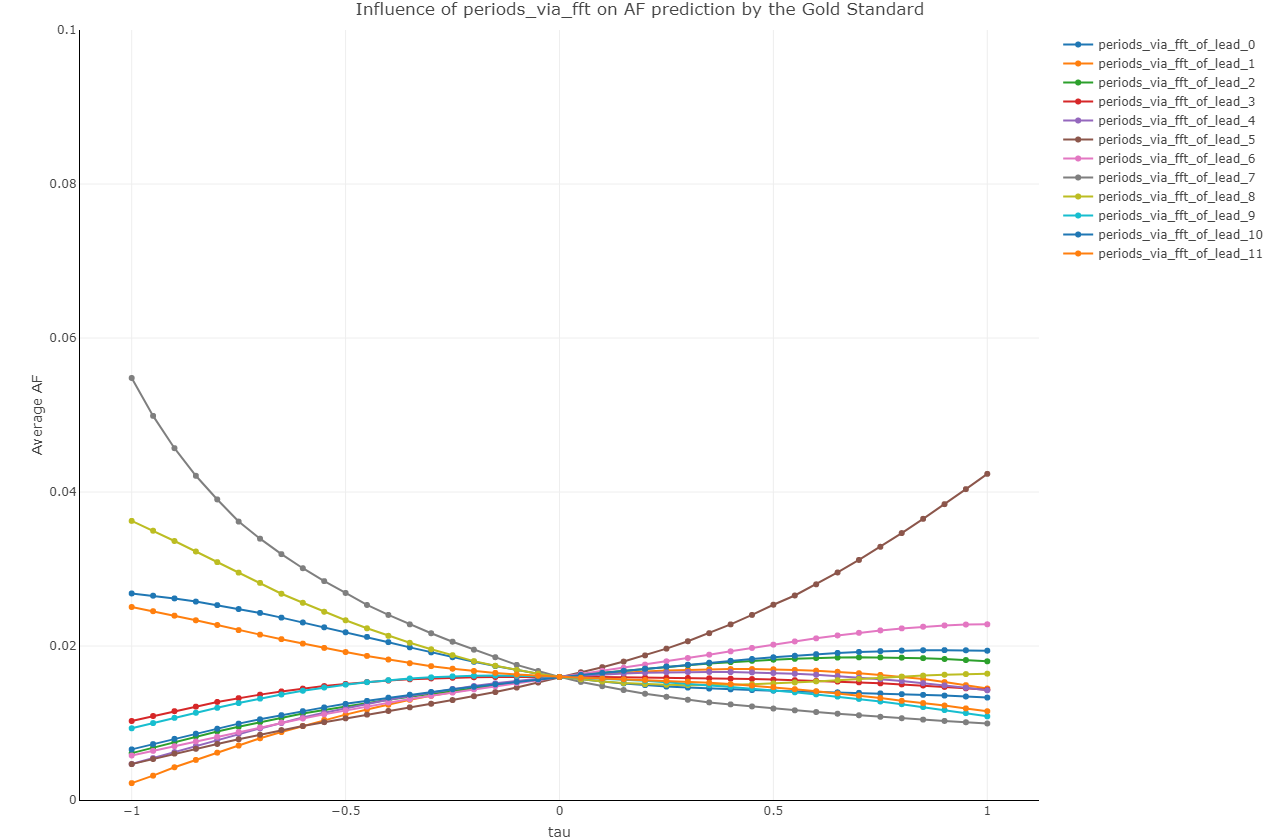 Influence of periods_via_fft on AF prediction by the Gold Standard
0.1
0.08
0.06
0.04
0.02
0
Average AF
−1
−0.5
0
0.5
1
tau
periods_via_fft_of_lead_0
periods_via_fft_of_lead_1
periods_via_fft_of_lead_2
periods_via_fft_of_lead_3
periods_via_fft_of_lead_4
periods_via_fft_of_lead_5
periods_via_fft_of_lead_6
periods_via_fft_of_lead_7
periods_via_fft_of_lead_8
periods_via_fft_of_lead_9
periods_via_fft_of_lead_10
periods_via_fft_of_lead_11